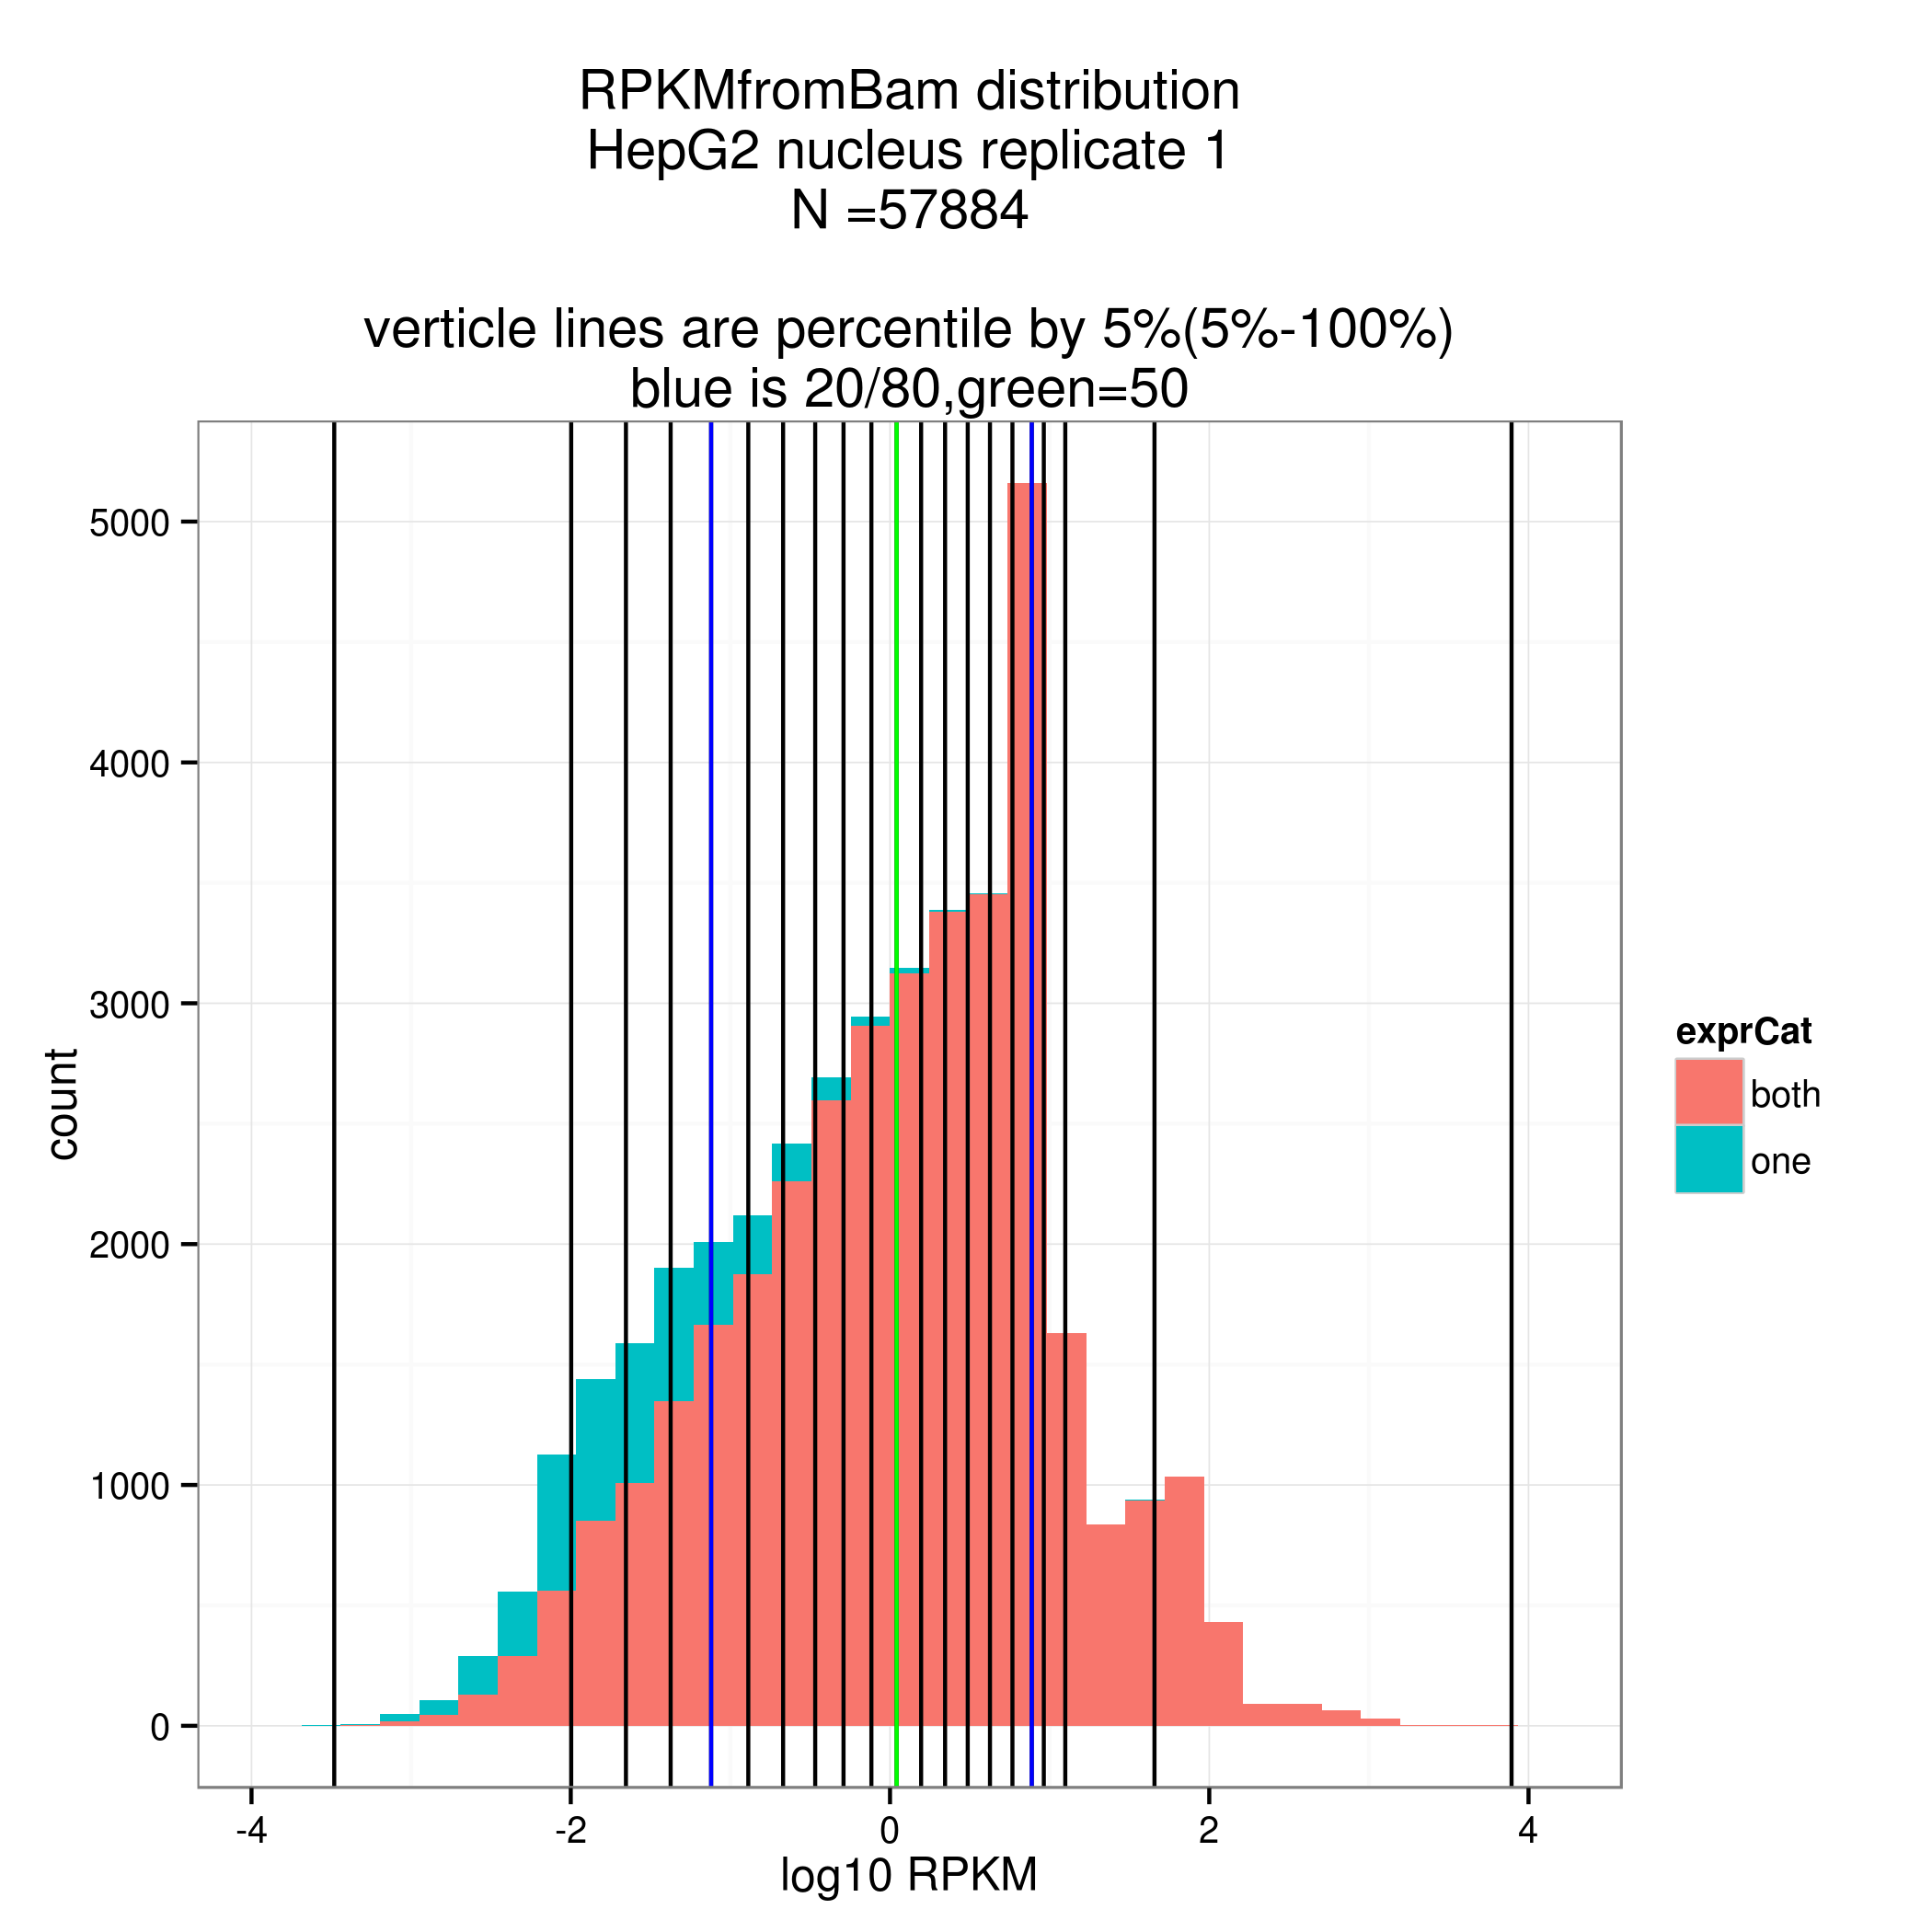 RPKMfromBam distribution
HepG2 nucleus replicate 1
N =57884
verticle lines are percentile by 5%(5%-100%)
blue is 20/80,green=50
5000
4000
3000
2000
1000
0
count
-4
-2
0
2
4
log10 RPKM
exprCat
both
one